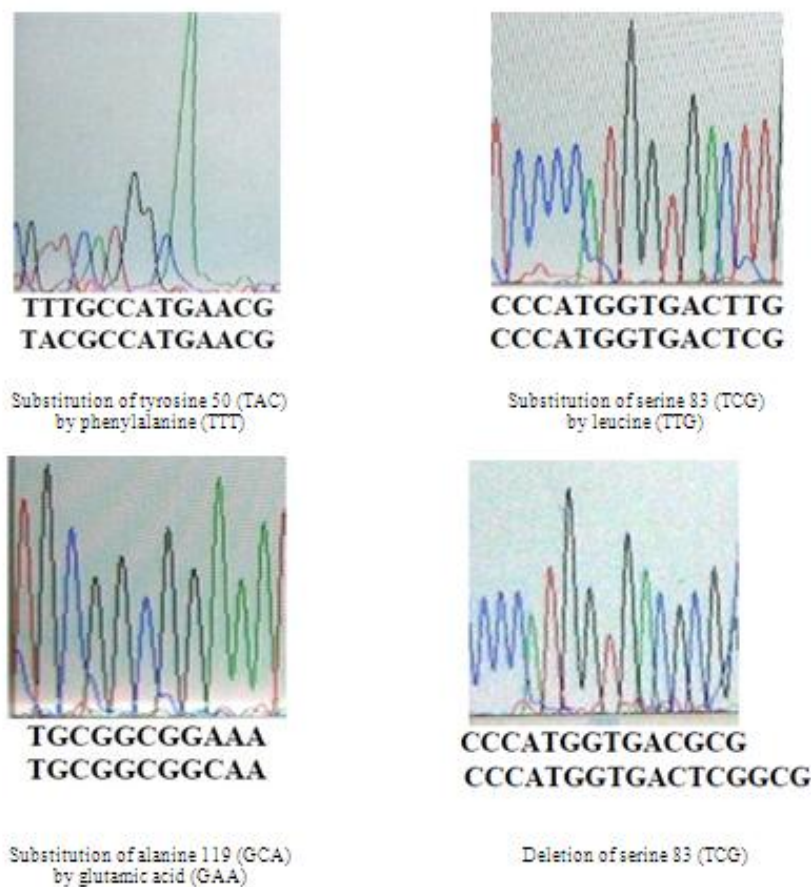 TTTGCCATGAACG
TACGCCATGAACG
Substitution of tyrosine 50 (TAC)
by phenylalanine (TTT)
CCCATGGTGACTTG
CCCATGGTGACTCG
Substitution of serine 83 (TCG)
by leucine (TTG)
TGCGGCGGAAA
TGCGGCGGCAA
Substitution of alanine 119 (GCA)
by glutamic acid (GAA)
CCCATGGTGACGCG
CCCATGGTGACTCGGCG
Deletion of serine 83 (TCG)